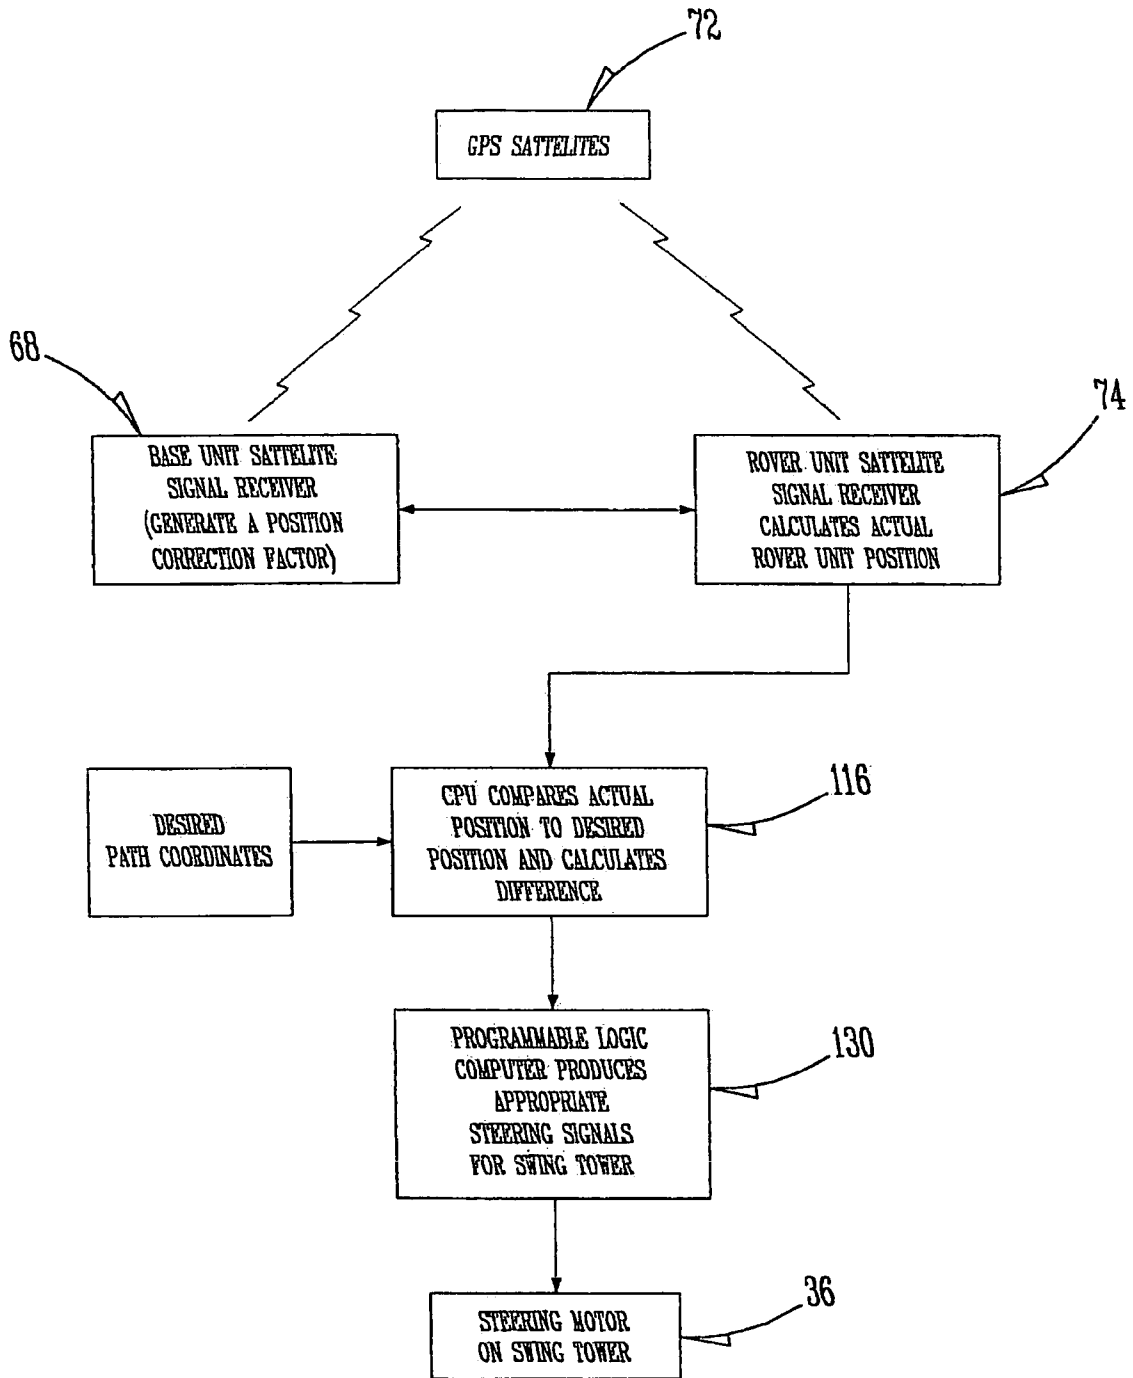 72
GPS SATTELITES
68
74
BASE UNIT SATTELITE
SIGNAL RECEIVER
(GENERATE A POSITION
CORRECTION FACTOR)
ROVER UNIT SATTELITE
SIGNAL RECEIVER
CALCULATES ACTUAL
ROVER UNIT POSITION
116
DESIRED
PATH COORDINATES
CPU COMPARES ACTUAL
POSITION TO DESIRED
POSITION AND CALCULATES
DIFFERENCE
130
PROGRAMMABLE LOGIC
COMPUTER PRODUCES
APPROPRIATE
STEERING SIGNALS
FOR SWING TOWER
36
STEERING MOTOR
ON SWING TOWER